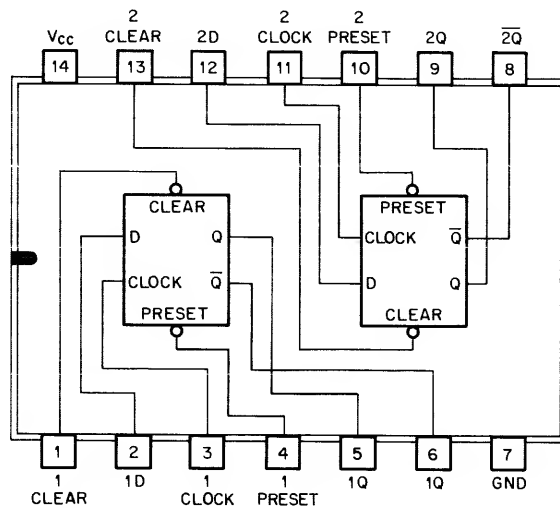 2 2 2
Vcc CLEAR 2D CLOCK PRESET 2Q 2Q̅
14 13 12 11 10 9 8
CLEAR PRESET
D Q CLOCK Q̅
CLOCK Q̅ D Q
PRESET CLEAR
1 2 3 4 5 6 7
1 1D 1 1 1Q 1Q GND
CLEAR CLOCK PRESET